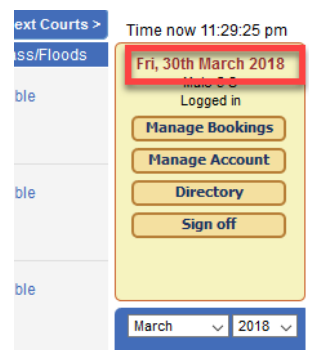 ext Courts >
Time now 11:29:25 pm
ass/Floods
Fri, 30th March 2018
Logged in
ble
Manage Bookings
Manage Account
ble
Directory
Sign off
ble
March 2018